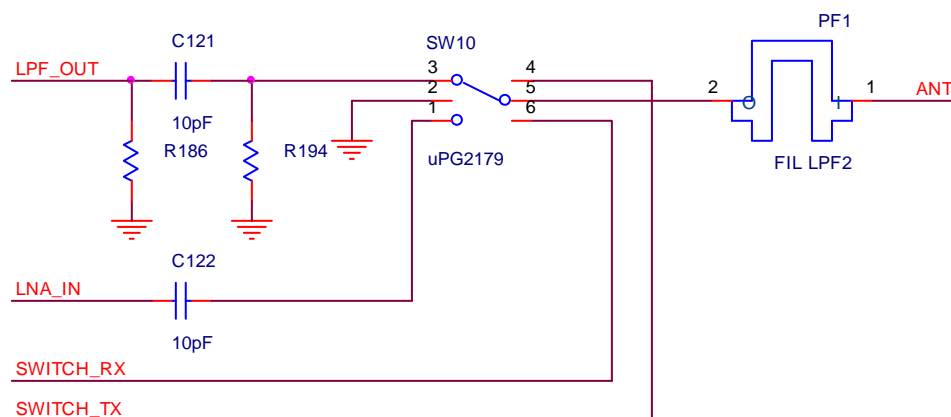 PF1
C121
SW10
LPF_OUT
3
4
2
5
2
1
ANT
1
6
10pF
R186
R194
uPG2179
FIL LPF2
C122
LNA_IN
10pF
SWITCH_RX
SWITCH_TX